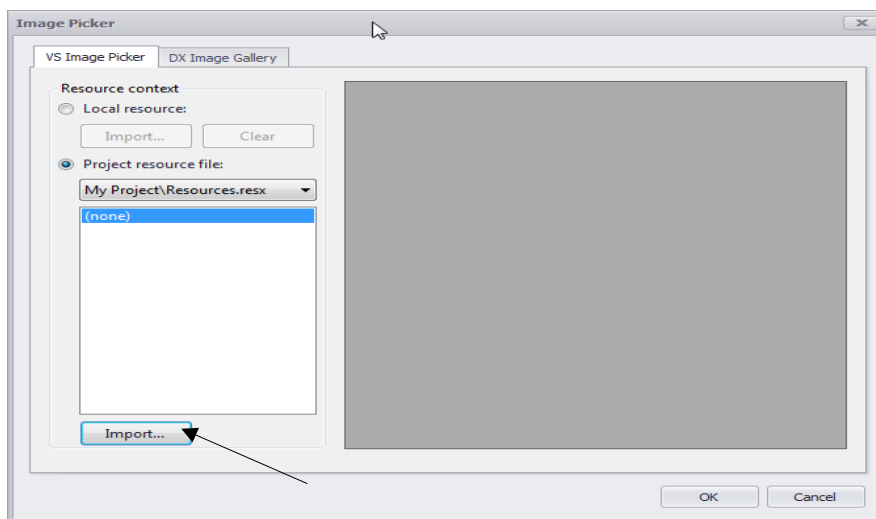 Image Picker
VS Image Picker
DX Image Gallery
Resource context
Local resource:
Import...
Clear
Project resource file:
My Project\Resources.resx
(none)
Import...
OK
Cancel